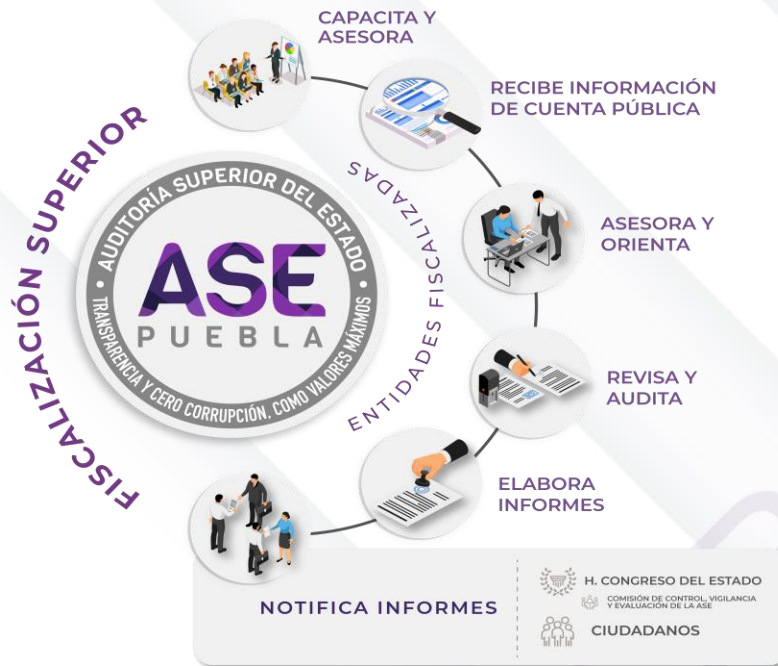 CAPACITA Y
ASESORA
RECIBE INFORMACIÓN
DE CUENTA PÚBLICA
FISCALIZACIÓN SUPERIOR
AUDITORÍA SUPERIOR DEL ESTADO
ASE
PUEBLA
TRANSPARENCIA Y CERO CORRUPCIÓN, COMO VALORES MÁXIMOS
ENTIDADES FISCALIZADAS
ASESORA Y
ORIENTA
REVISA Y
AUDITA
ELABORA
INFORMES
NOTIFICA INFORMES
H. CONGRESO DEL ESTADO
COMISIÓN DE CONTROL, VIGILANCIA
Y EVALUACIÓN DE LA ASE
CIUDADANOS